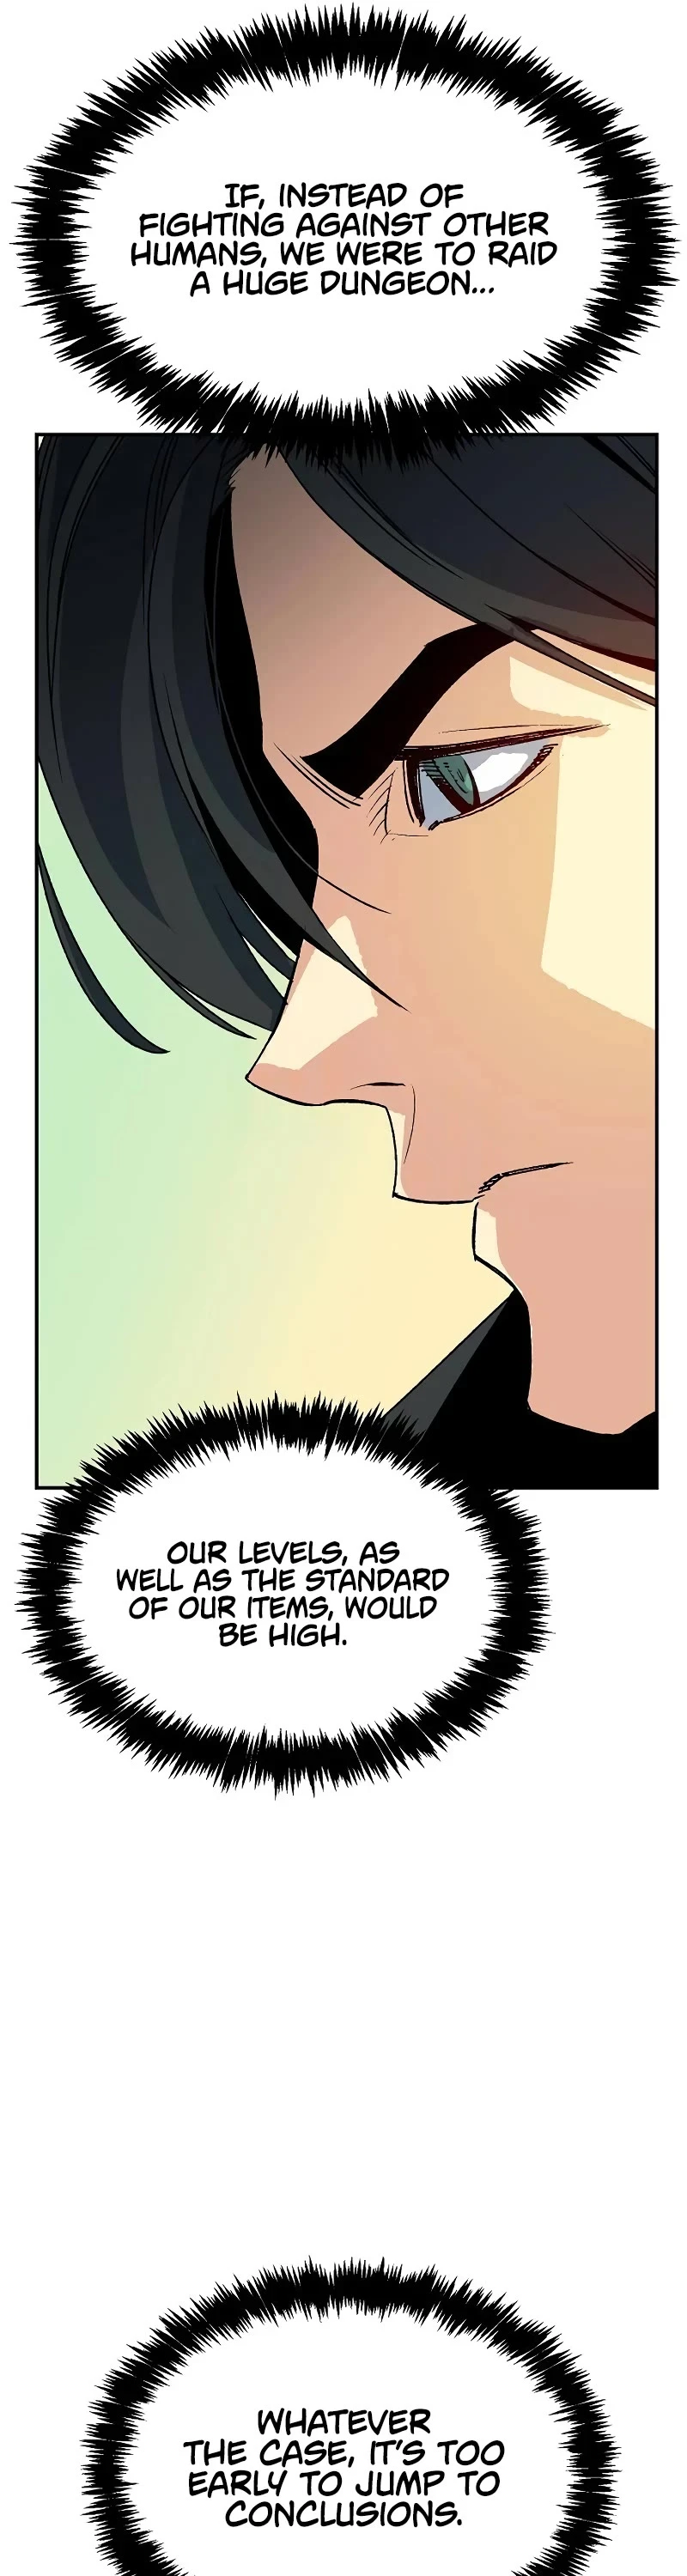 IF, INSTEAD OF
FIGHTING AGAINST OTHER
HUMANS, WE WERE TO RAID
A HUGE DUNGEON...
OUR LEVELS, AS
WELL AS THE STANDARD
OF OUR ITEMS, WOULD
BE HIGH.
WHATEVER
THE CASE, IT'S TOO
EARLY TO JUMP TO
CONCLUSIONS.